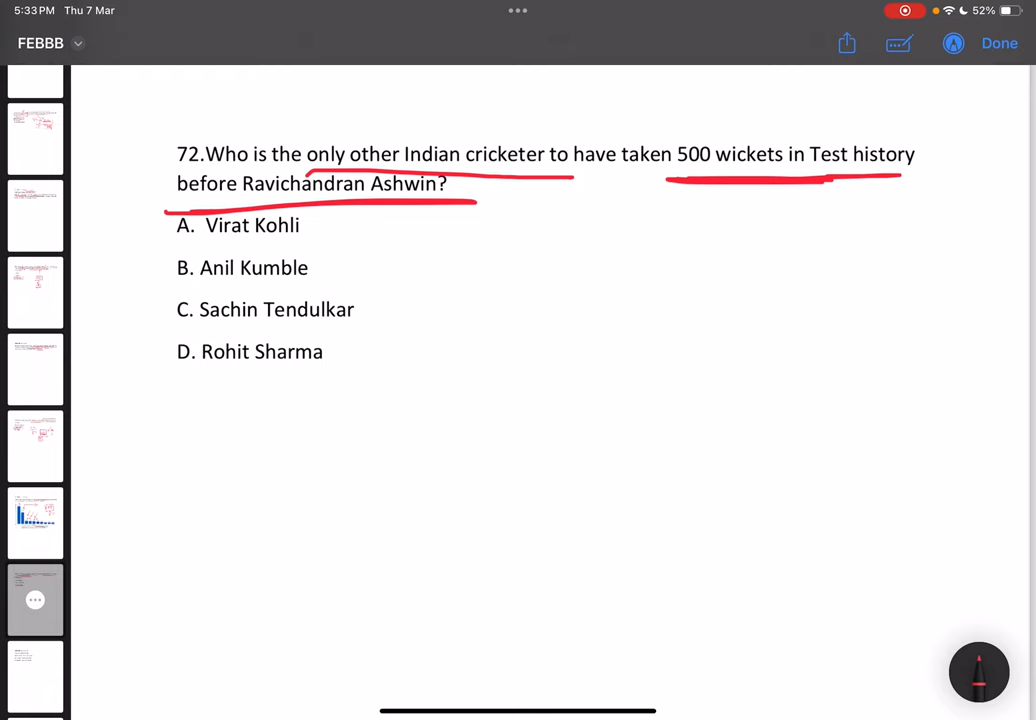 5:33 PM Thu 7 Mar
52%
FEBBB
Done
72.Who is the only other Indian cricketer to have taken 500 wickets in Test history
before Ravichandran Ashwin?
A. Virat Kohli
B. Anil Kumble
C. Sachin Tendulkar
D. Rohit Sharma